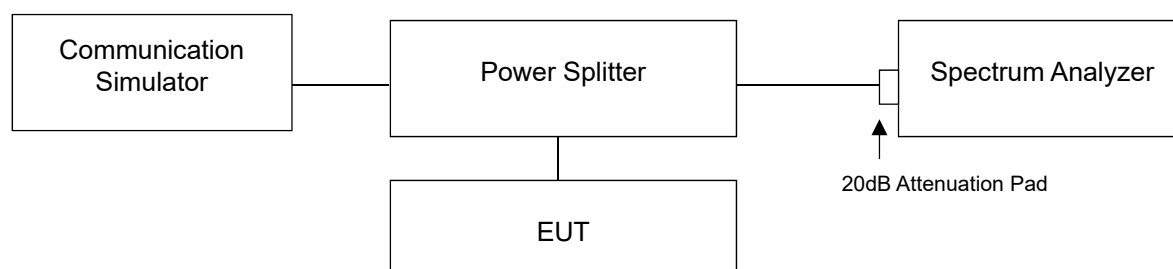 Communication
Simulator
Power Splitter
Spectrum Analyzer
20dB Attenuation Pad
EUT